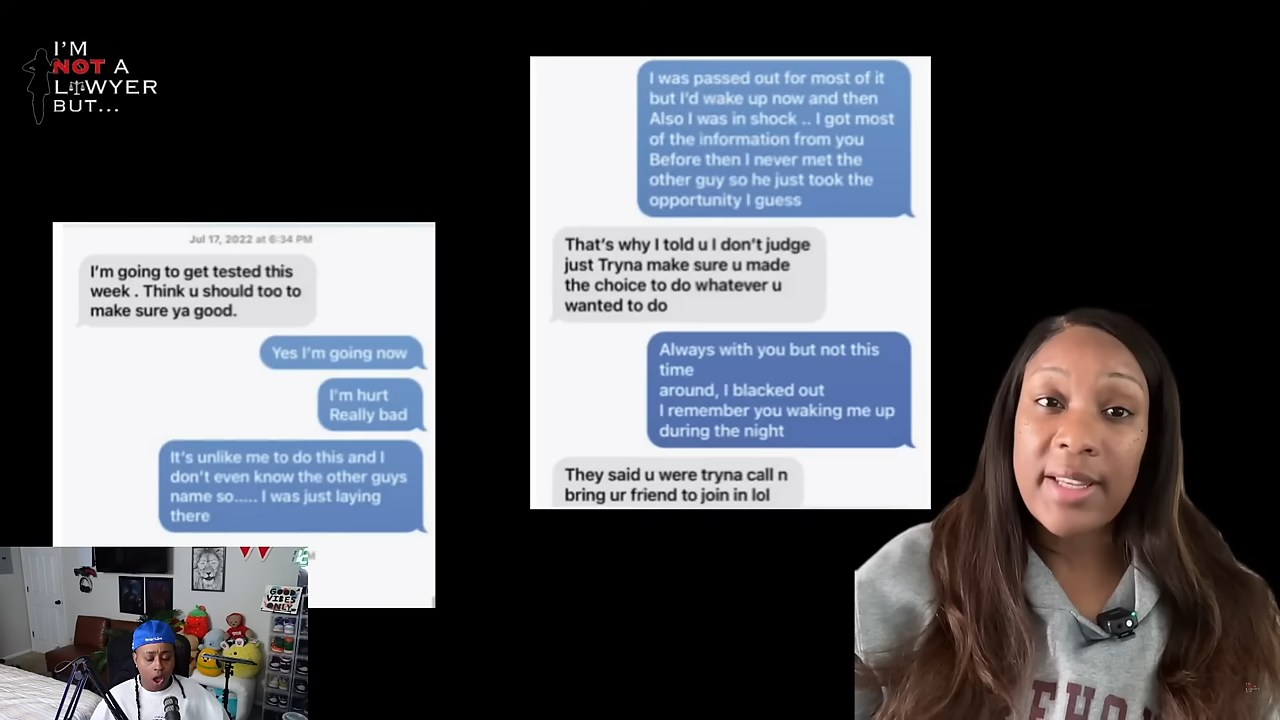 I'M
NOT A
LAWYER
BUT...
Jul 17, 2022 at 6:34 PM
I'm going to get tested this
week . Think u should too to
make sure ya good.
Yes I'm going now
I'm hurt
Really bad
It's unlike me to do this and I
don't even know the other guys
name so..... I was just laying
there
I was passed out for most of it
but I'd wake up now and then
Also I was in shock .. I got most
of the information from you
Before then I never met the
other guy so he just took the
opportunity I guess
That's why I told u I don't judge
just Tryna make sure u made
the choice to do whatever u
wanted to do
Always with you but not this
time
around, I blacked out
I remember you waking me up
during the night
They said u were tryna call n
bring ur friend to join in lol
GOOD
VIBES
ONLY